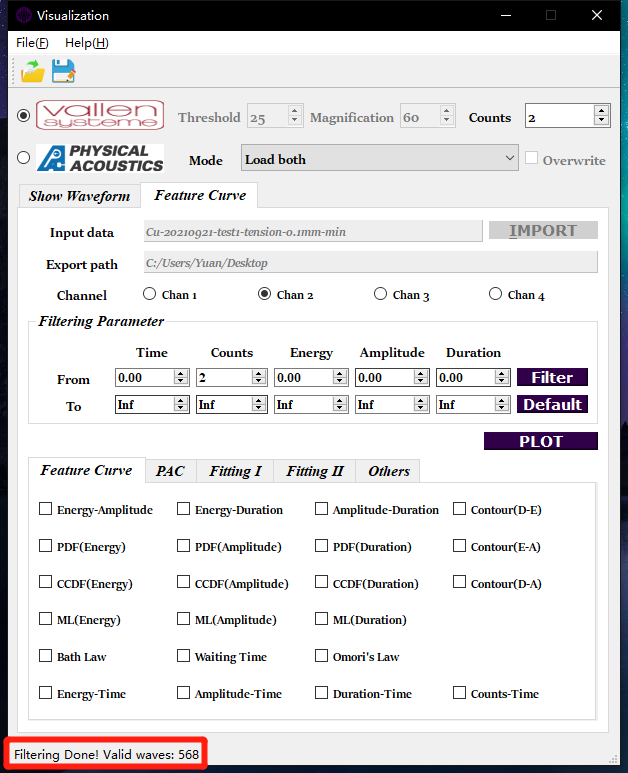 Visualization
File(F) Help(H)
vallen systeme Threshold 25 Magnification 60 Counts 2
PHYSICAL ACOUSTICS Mode Load both Overwrite
Show Waveform Feature Curve
Input data Cu-20210921-test1-tension-0.1mm-min IMPORT
Export path C:/Users/Yuan/Desktop
Channel Chan 1 Chan 2 Chan 3 Chan 4
Filtering Parameter
Time Counts Energy Amplitude Duration
From 0.00 2 0.00 0.00 0.00 Filter
To Inf Inf Inf Inf Inf Default
PLOT
Feature Curve PAC Fitting I Fitting II Others
Energy-Amplitude Energy-Duration Amplitude-Duration Contour(D-E)
PDF(Energy) PDF(Amplitude) PDF(Duration) Contour(E-A)
CCDF(Energy) CCDF(Amplitude) CCDF(Duration) Contour(D-A)
ML(Energy) ML(Amplitude) ML(Duration)
Bath Law Waiting Time Omori's Law
Energy-Time Amplitude-Time Duration-Time Counts-Time
Filtering Done! Valid waves: 568